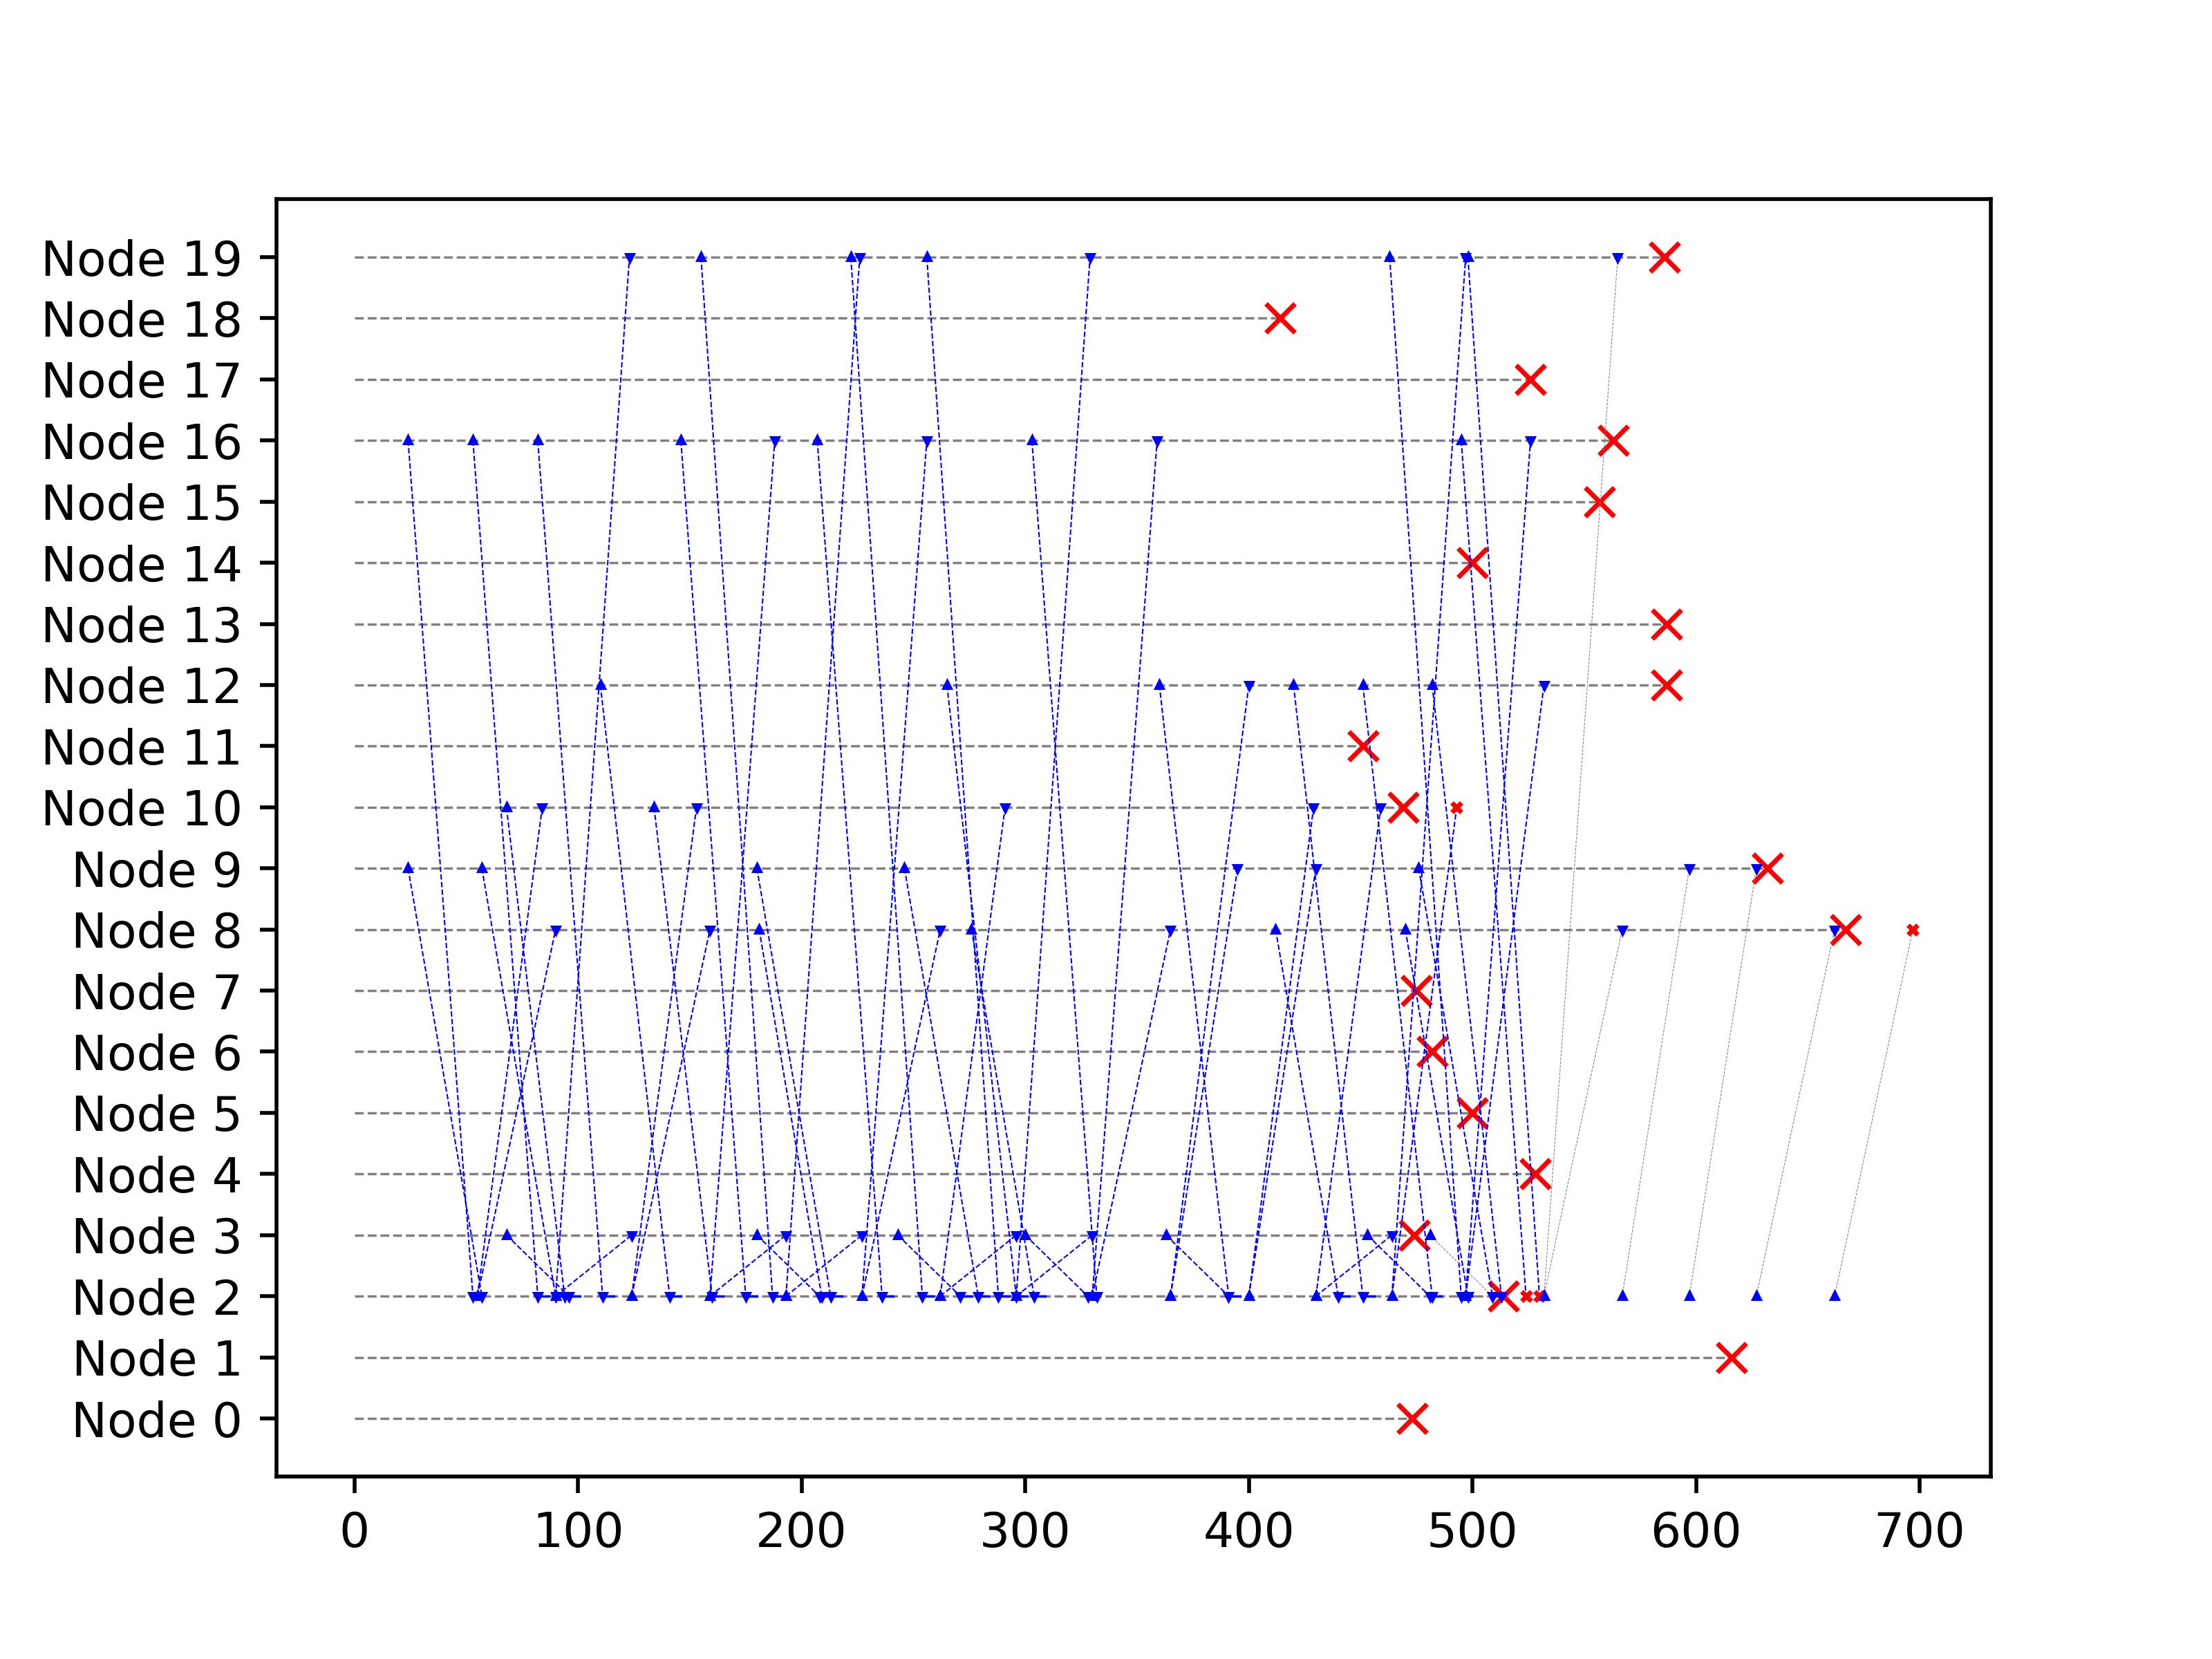 Node 19
Node 18
Node 17
Node 16
Node 15
Node 14
Node 13
Node 12
Node 11
Node 10
Node 9
Node 8
Node 7
Node 6
Node 5
Node 4
Node 3
Node 2
Node 1
Node 0
0 100 200 300 400 500 600 700